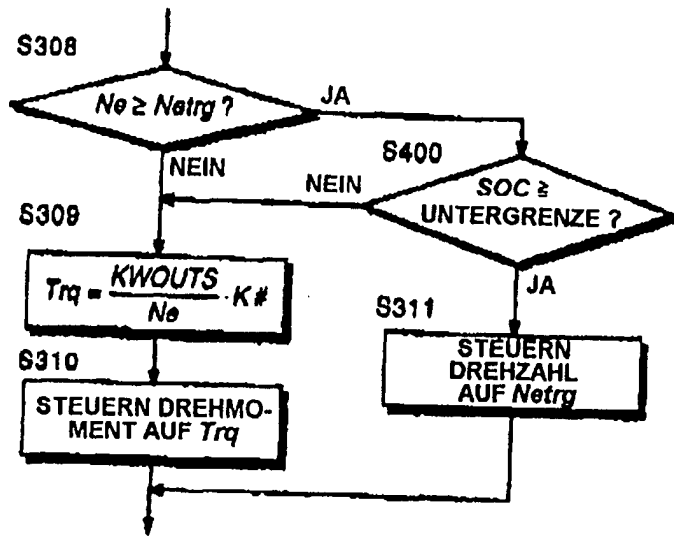 S308
Ne ≥ Netrg ?
JA
NEIN
S400
SOC ≧
UNTERGRENZE ?
NEIN
JA
S309
Trq = KWOUTS / Ne · K#
S310
STEUERN DREHMO-
MENT AUF Trq
S311
STEUERN
DREHZAHL
AUF Netrg